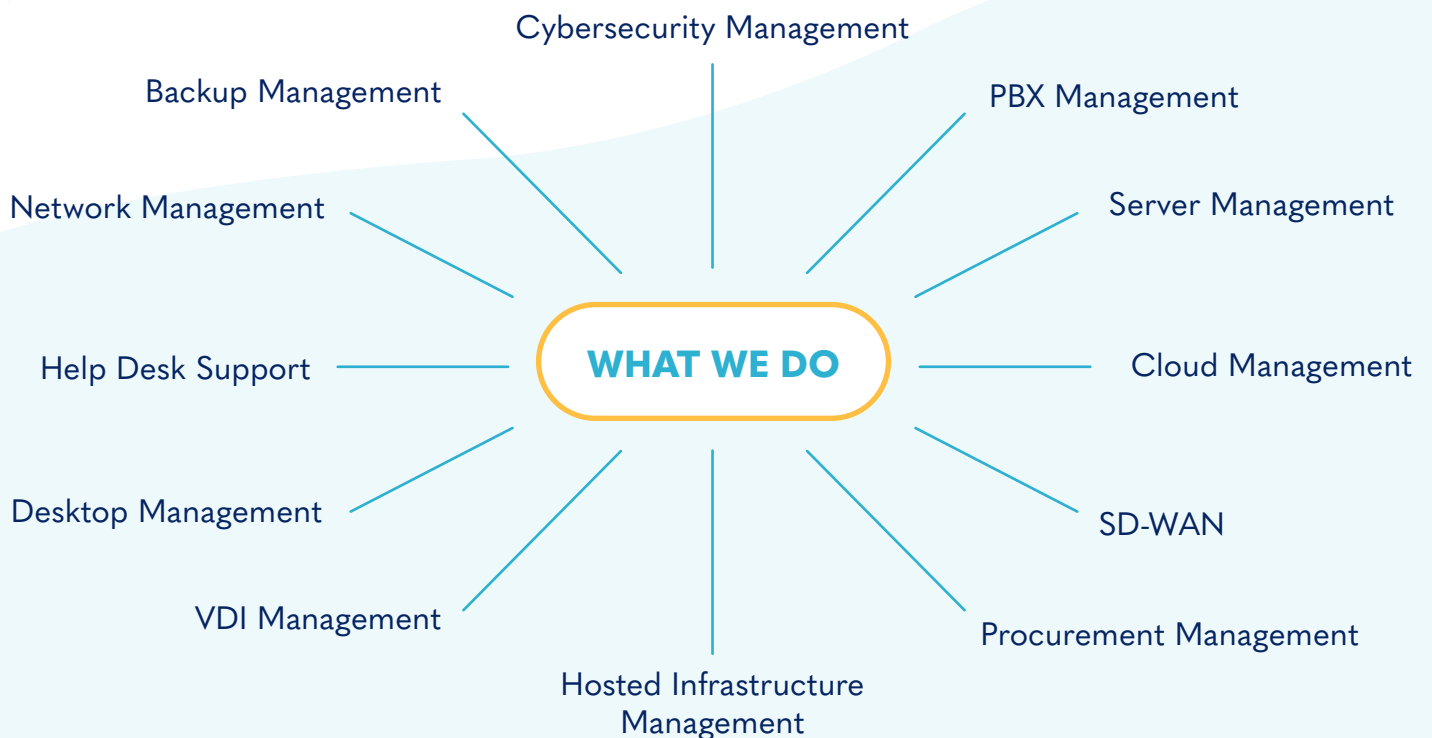 Cybersecurity Management
Backup Management
PBX Management
Network Management
Server Management
Help Desk Support
WHAT WE DO
Cloud Management
Desktop Management
SD-WAN
VDI Management
Procurement Management
Hosted Infrastructure
Management